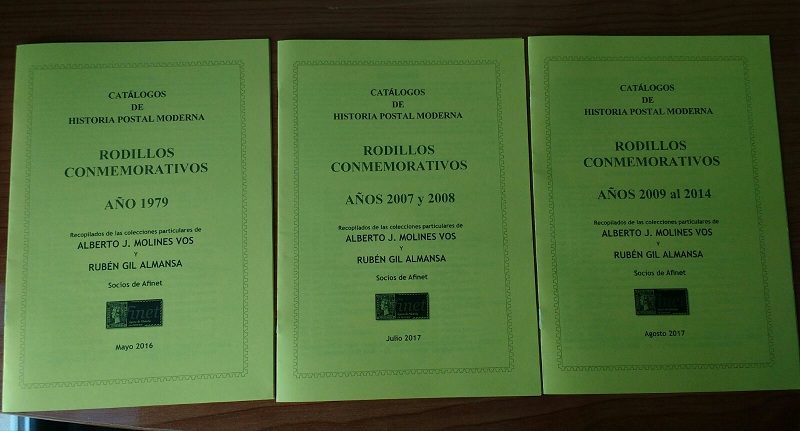 CATÁLOGOS
DE
HISTORIA POSTAL MODERNA
RODILLOS
CONMEMORATIVOS
AÑO 1979
Recopilados de las colecciones particulares de
ALBERTO J. MOLINES VOS
Y
RUBÉN GIL ALMANSA
Socios de Afinet
finet
Mayo 2016
CATÁLOGOS
DE
HISTORIA POSTAL MODERNA
RODILLOS
CONMEMORATIVOS
AÑOS 2007 y 2008
Recopilados de las colecciones particulares de
ALBERTO J. MOLINES VOS
Y
RUBÉN GIL ALMANSA
Socios de Afinet
finet
Julio 2017
CATÁLOGOS
DE
HISTORIA POSTAL MODERNA
RODILLOS
CONMEMORATIVOS
AÑOS 2009 al 2014
Recopilados de las colecciones particulares de
ALBERTO J. MOLINES VOS
Y
RUBÉN GIL ALMANSA
Socios de Afinet
finet
Agosto 2017